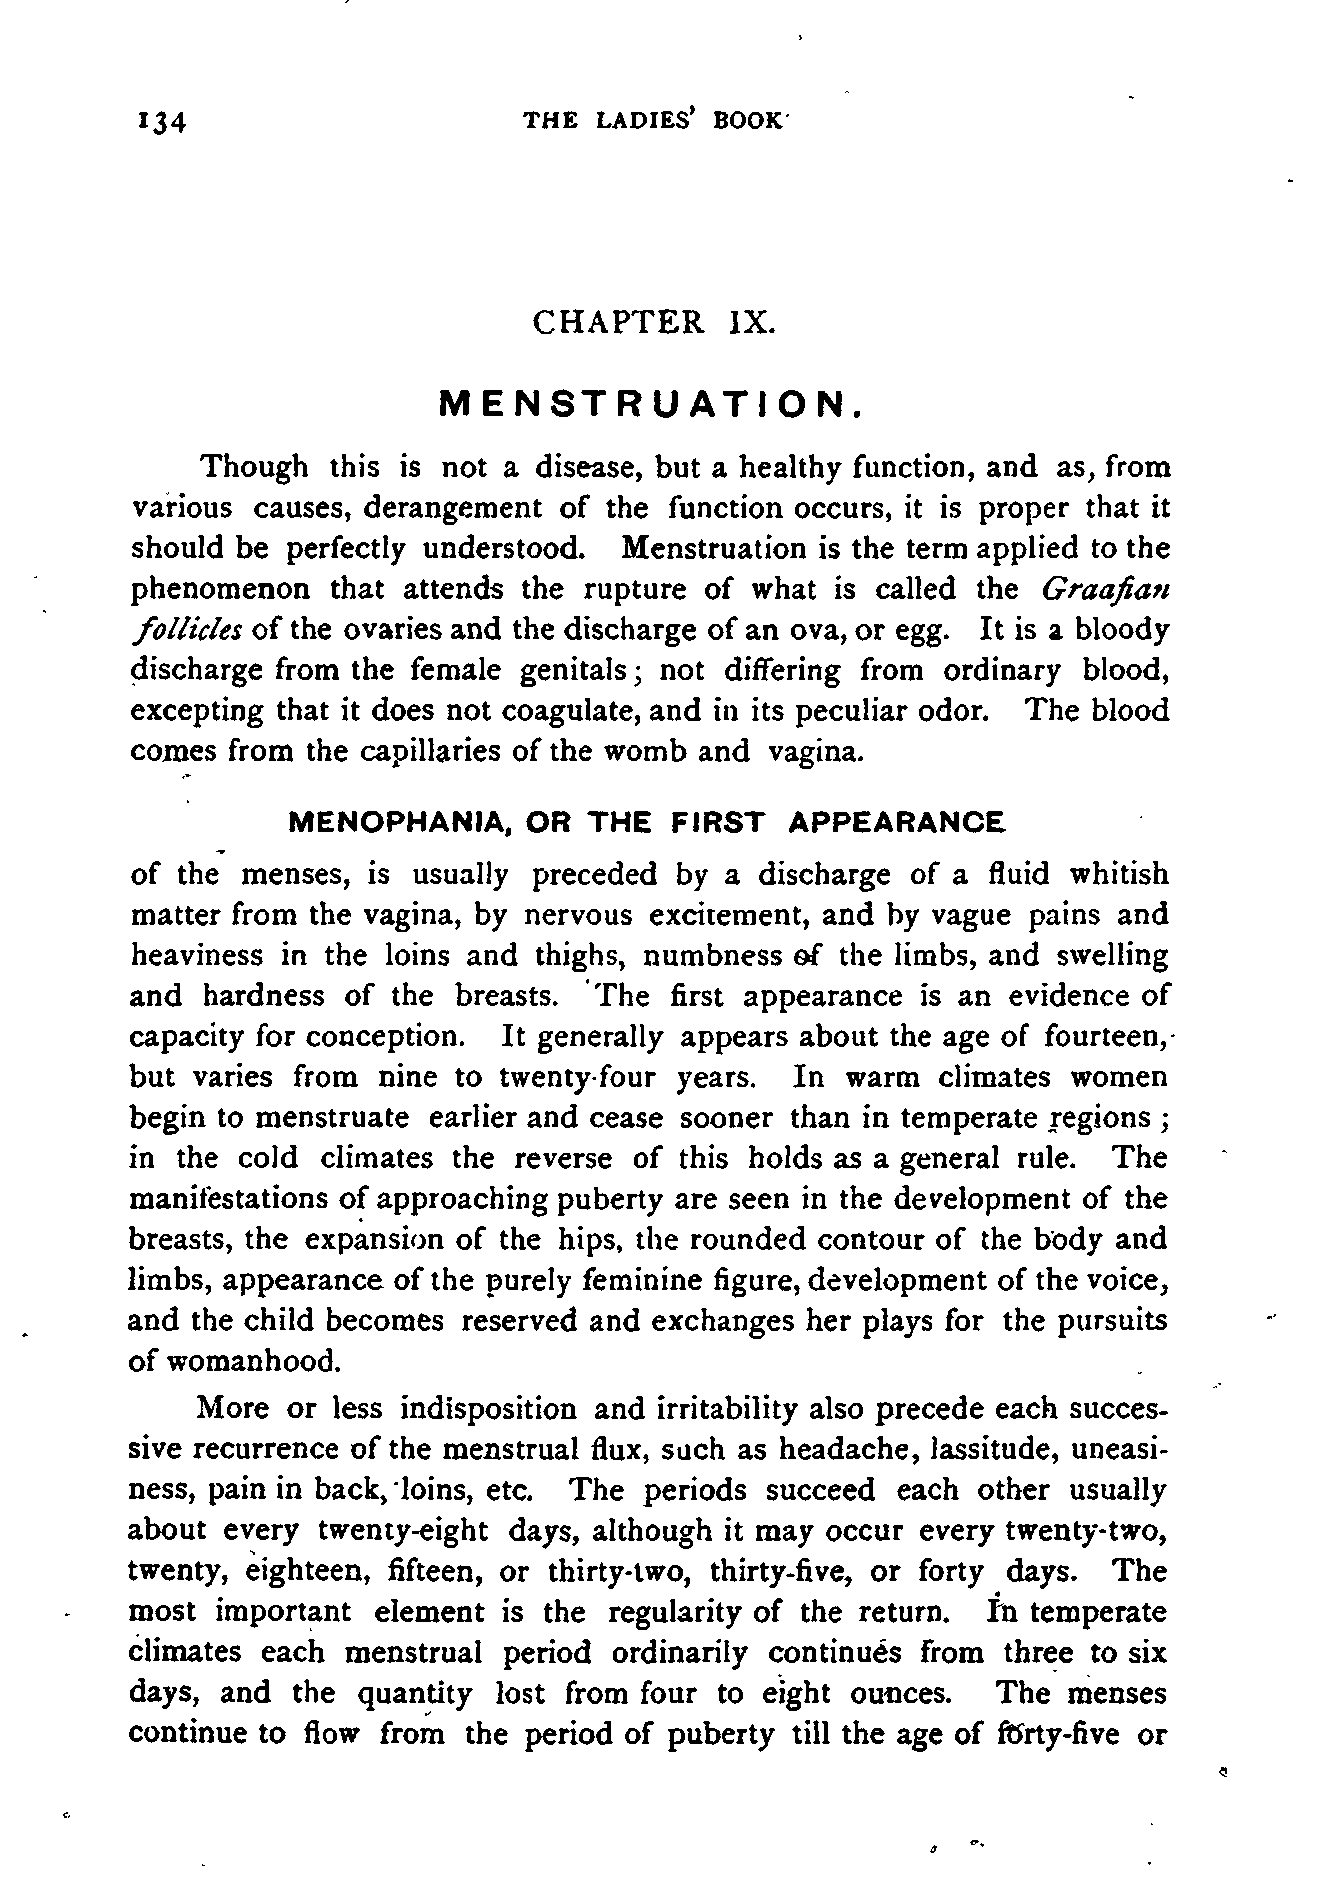 134 THE LADIES' BOOK
CHAPTER IX.
MENSTRUATION.
Though this is not a disease, but a healthy function, and as, from
various causes, derangement of the function occurs, it is proper that it
should be perfectly understood. Menstruation is the term applied to the
phenomenon that attends the rupture of what is called the Graafian
follicles of the ovaries and the discharge of an ova, or egg. It is a bloody
discharge from the female genitals; not differing from ordinary blood,
excepting that it does not coagulate, and in its peculiar odor. The blood
comes from the capillaries of the womb and vagina.
MENOPHANIA, OR THE FIRST APPEARANCE
of the menses, is usually preceded by a discharge of a fluid whitish
matter from the vagina, by nervous excitement, and by vague pains and
heaviness in the loins and thighs, numbness of the limbs, and swelling
and hardness of the breasts. The first appearance is an evidence of
capacity for conception. It generally appears about the age of fourteen,
but varies from nine to twenty-four years. In warm climates women
begin to menstruate earlier and cease sooner than in temperate regions;
in the cold climates the reverse of this holds as a general rule. The
manifestations of approaching puberty are seen in the development of the
breasts, the expansion of the hips, the rounded contour of the body and
limbs, appearance of the purely feminine figure, development of the voice,
and the child becomes reserved and exchanges her plays for the pursuits
of womanhood.
More or less indisposition and irritability also precede each succes-
sive recurrence of the menstrual flux, such as headache, lassitude, uneasi-
ness, pain in back, loins, etc. The periods succeed each other usually
about every twenty-eight days, although it may occur every twenty-two,
twenty, eighteen, fifteen, or thirty-two, thirty-five, or forty days. The
most important element is the regularity of the return. In temperate
climates each menstrual period ordinarily continues from three to six
days, and the quantity lost from four to eight ounces. The menses
continue to flow from the period of puberty till the age of forty-five or